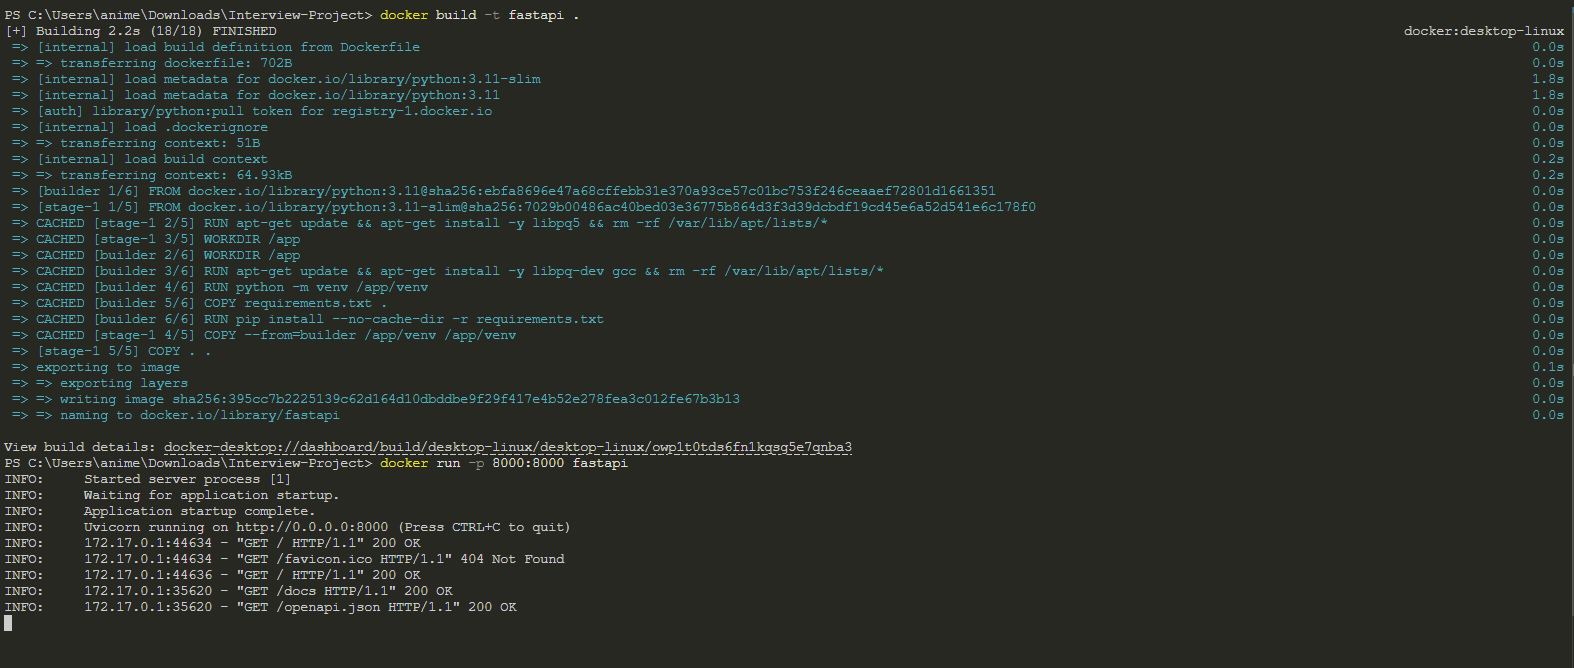 PS C:\Users\anime\Downloads\Interview-Project> docker build -t fastapi .
[+] Building 2.2s (18/18) FINISHED docker:desktop-linux
=> [internal] load build definition from Dockerfile 0.0s
=> => transferring dockerfile: 702B 0.0s
=> [internal] load metadata for docker.io/library/python:3.11-slim 1.8s
=> [internal] load metadata for docker.io/library/python:3.11 1.8s
=> [auth] library/python:pull token for registry-1.docker.io 0.0s
=> [internal] load .dockerignore 0.0s
=> => transferring context: 51B 0.0s
=> [internal] load build context 0.2s
=> => transferring context: 64.93kB 0.2s
=> [builder 1/6] FROM docker.io/library/python:3.11@sha256:ebfa8696e47a68cffebb31e370a93ce57c01bc753f246ceaaef72801d1661351 0.0s
=> [stage-1 1/5] FROM docker.io/library/python:3.11-slim@sha256:7029b00486ac40bed03e36775b864d3f3d39dcbdf19cd45e6a52d541e6c178f0 0.0s
=> CACHED [stage-1 2/5] RUN apt-get update && apt-get install -y libpq5 && rm -rf /var/lib/apt/lists/* 0.0s
=> CACHED [stage-1 3/5] WORKDIR /app 0.0s
=> CACHED [builder 2/6] WORKDIR /app 0.0s
=> CACHED [builder 3/6] RUN apt-get update && apt-get install -y libpq-dev gcc && rm -rf /var/lib/apt/lists/* 0.0s
=> CACHED [builder 4/6] RUN python -m venv /app/venv 0.0s
=> CACHED [builder 5/6] COPY requirements.txt . 0.0s
=> CACHED [builder 6/6] RUN pip install --no-cache-dir -r requirements.txt 0.0s
=> CACHED [stage-1 4/5] COPY --from=builder /app/venv /app/venv 0.0s
=> [stage-1 5/5] COPY . . 0.0s
=> exporting to image 0.1s
=> => exporting layers 0.0s
=> => writing image sha256:395cc7b2225139c62d164d10dbddbe9f29f417e4b52e278fea3c012fe67b3b13 0.0s
=> => naming to docker.io/library/fastapi 0.0s
View build details: docker-desktop://dashboard/build/desktop-linux/desktop-linux/owp1t0tds6fn1kqsg5e7qnba3
PS C:\Users\anime\Downloads\Interview-Project> docker run -p 8000:8000 fastapi
INFO: Started server process [1]
INFO: Waiting for application startup.
INFO: Application startup complete.
INFO: Uvicorn running on http://0.0.0.0:8000 (Press CTRL+C to quit)
INFO: 172.17.0.1:44634 - "GET / HTTP/1.1" 200 OK
INFO: 172.17.0.1:44634 - "GET /favicon.ico HTTP/1.1" 404 Not Found
INFO: 172.17.0.1:44636 - "GET / HTTP/1.1" 200 OK
INFO: 172.17.0.1:35620 - "GET /docs HTTP/1.1" 200 OK
INFO: 172.17.0.1:35620 - "GET /openapi.json HTTP/1.1" 200 OK